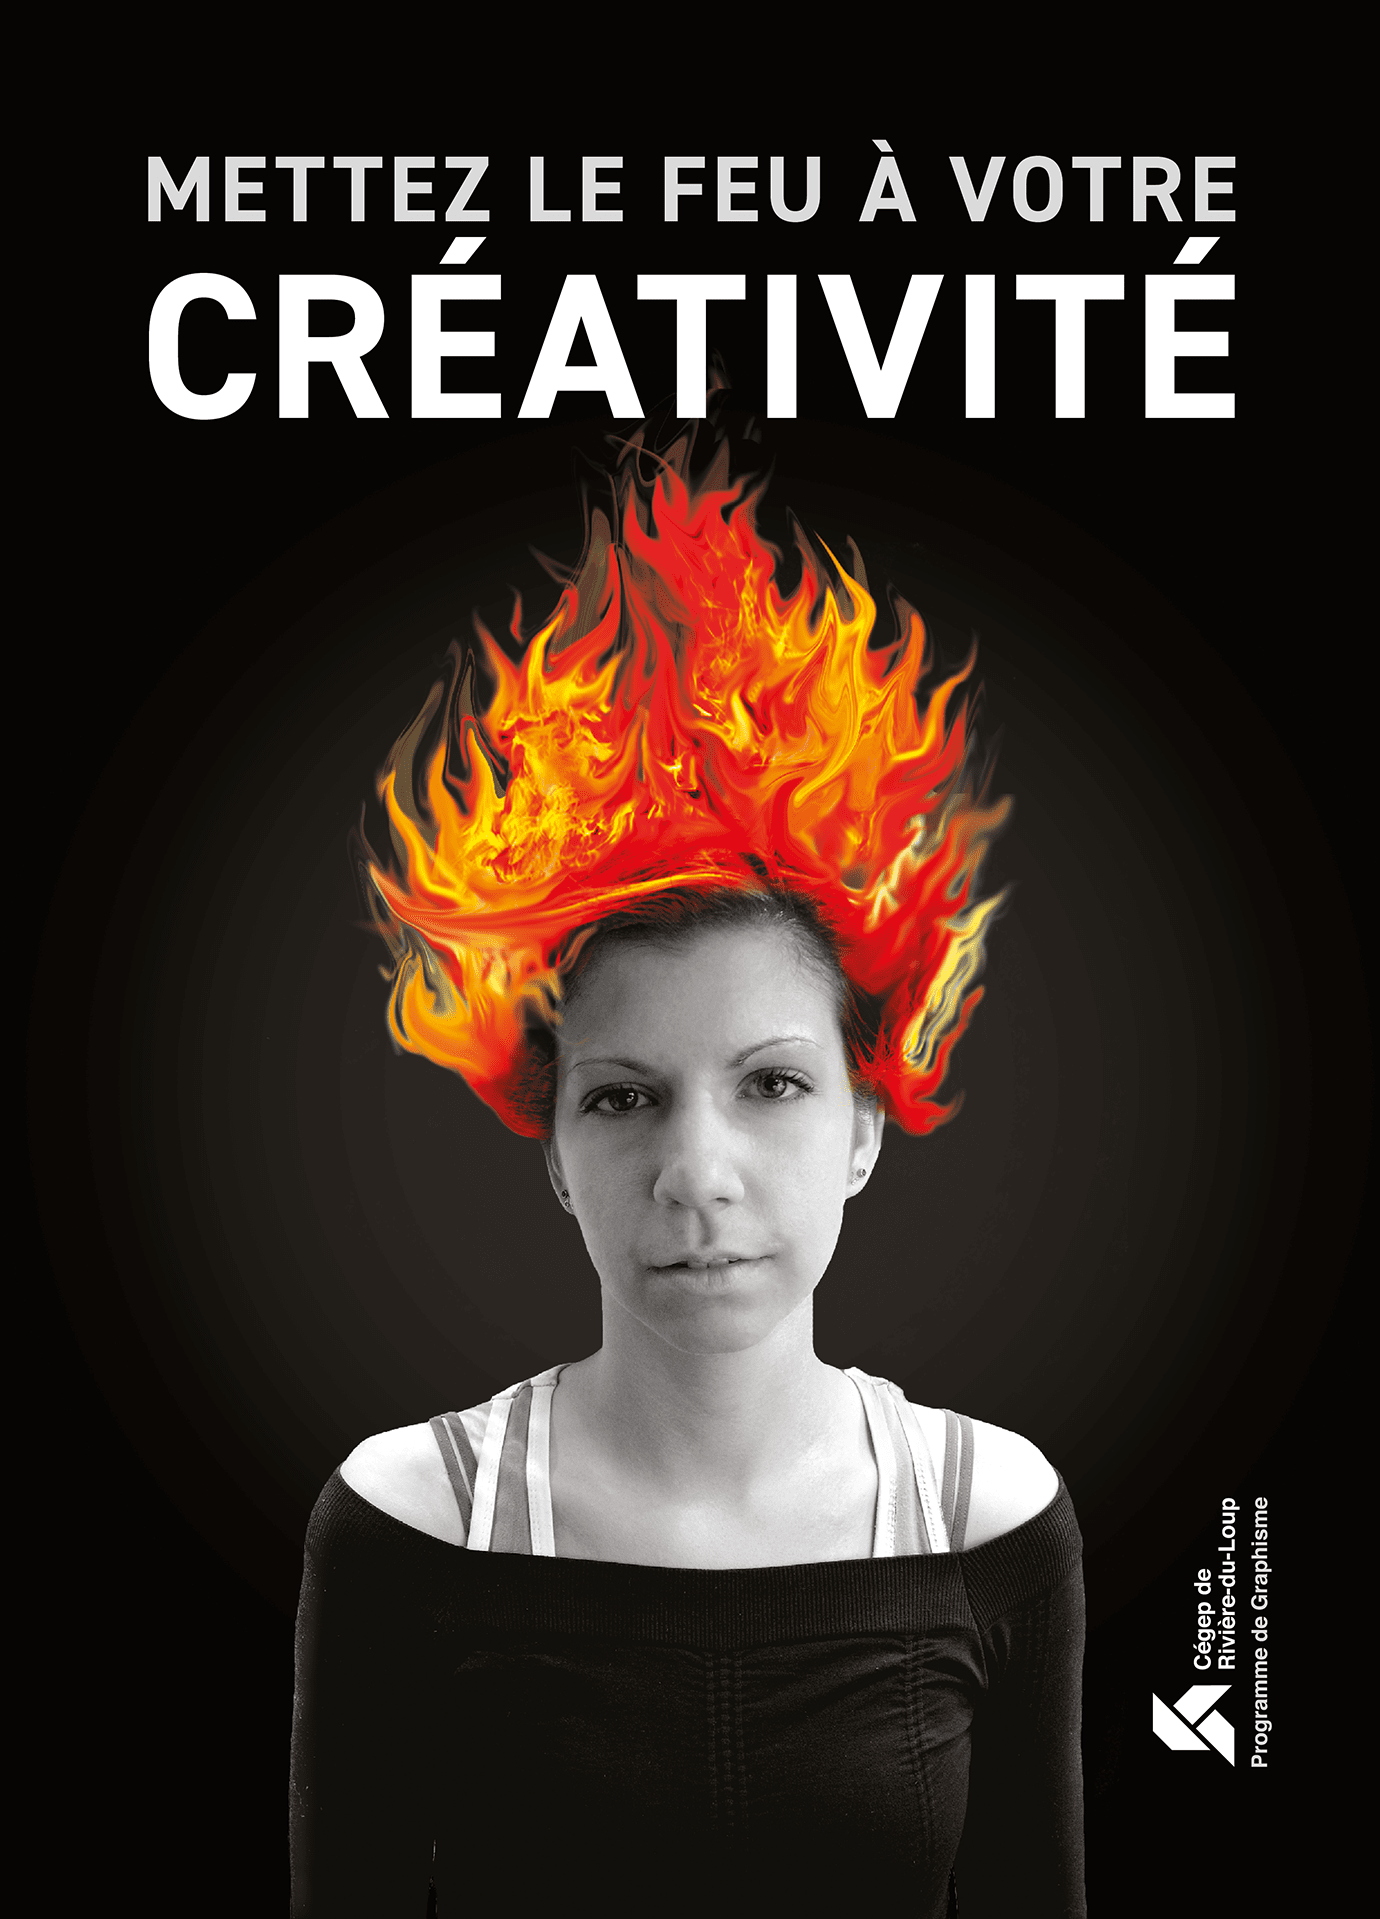 METTEZ LE FEU À VOTRE
CRÉATIVITÉ
Cégep de
Rivière-du-Loup
Programme de Graphisme